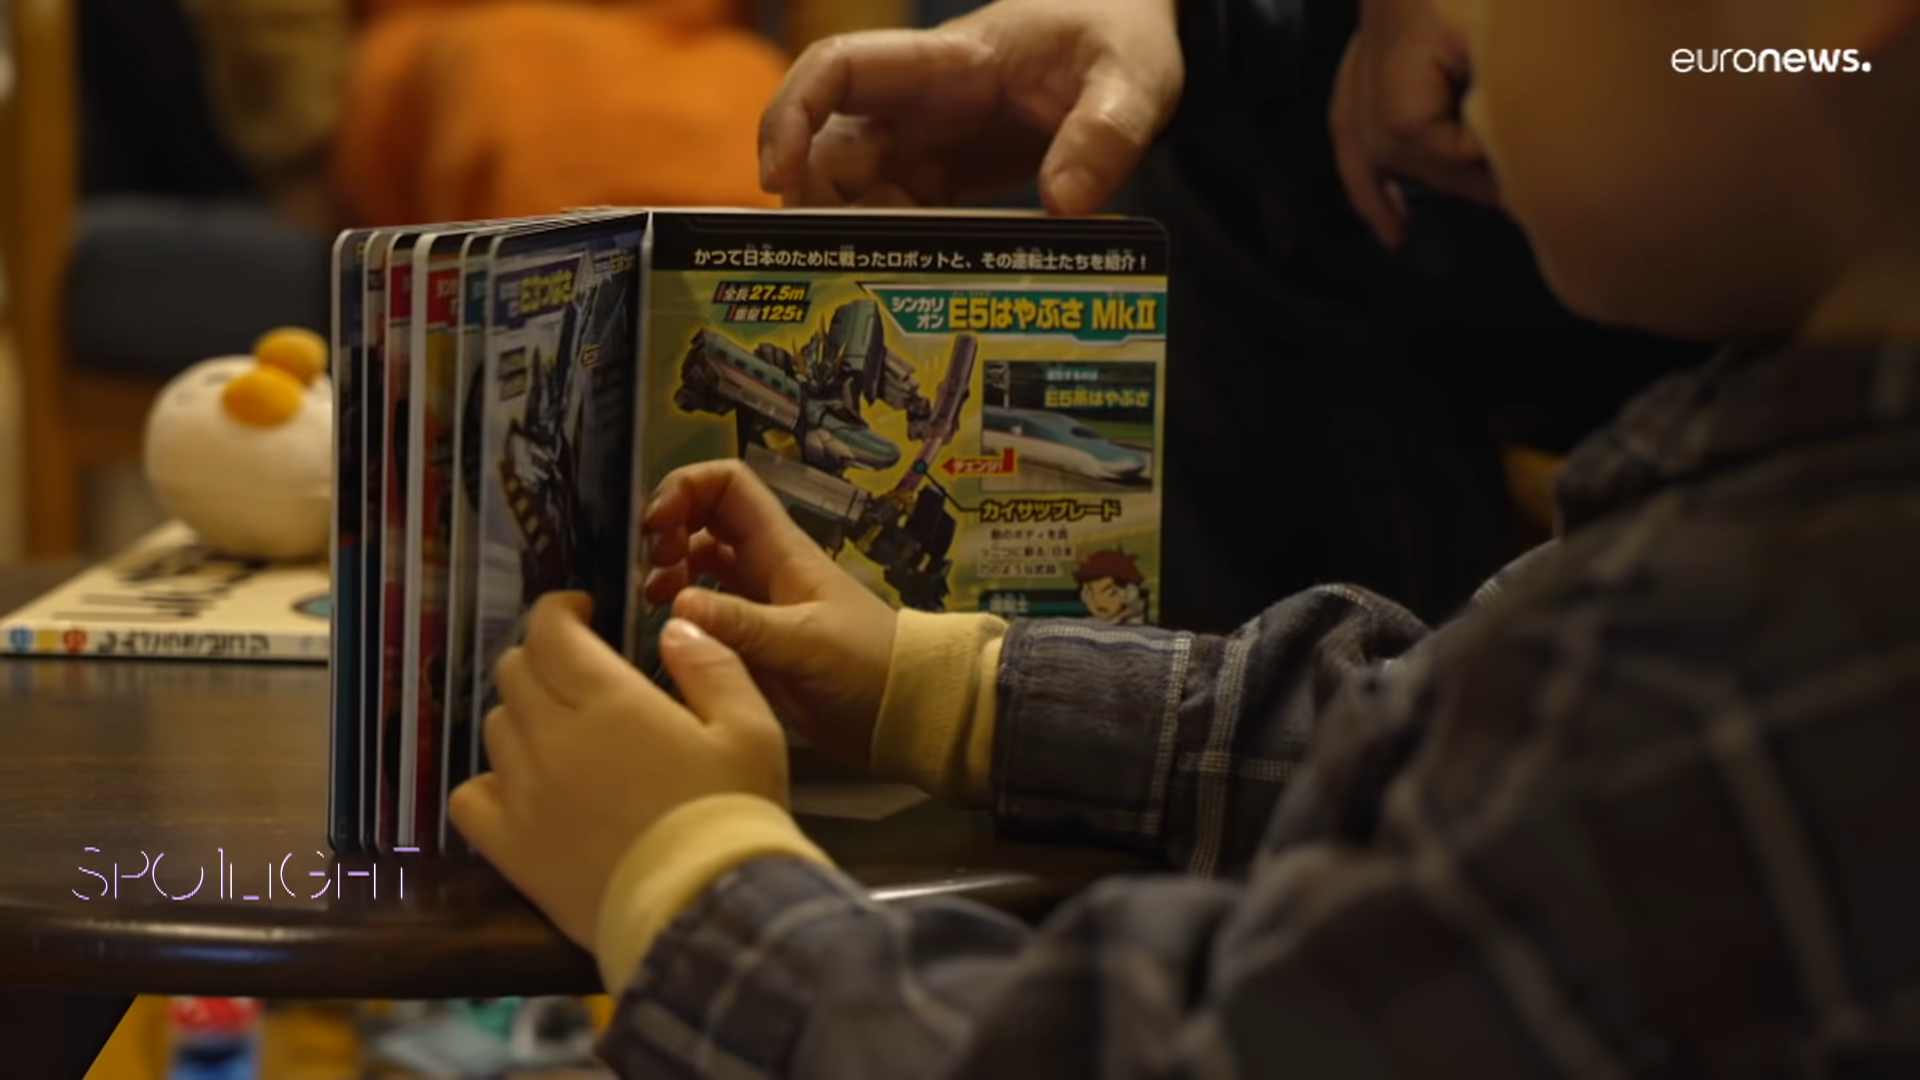 euronews.
かつて日本のために戦ったロボットと、その運転士たちを紹介！
全長27.5m
重量125t
シンカリオン
E5はやぶさ MkⅡ
E5系はやぶさ
チェンジ!
カイサツブレード
SPOTLIGHT